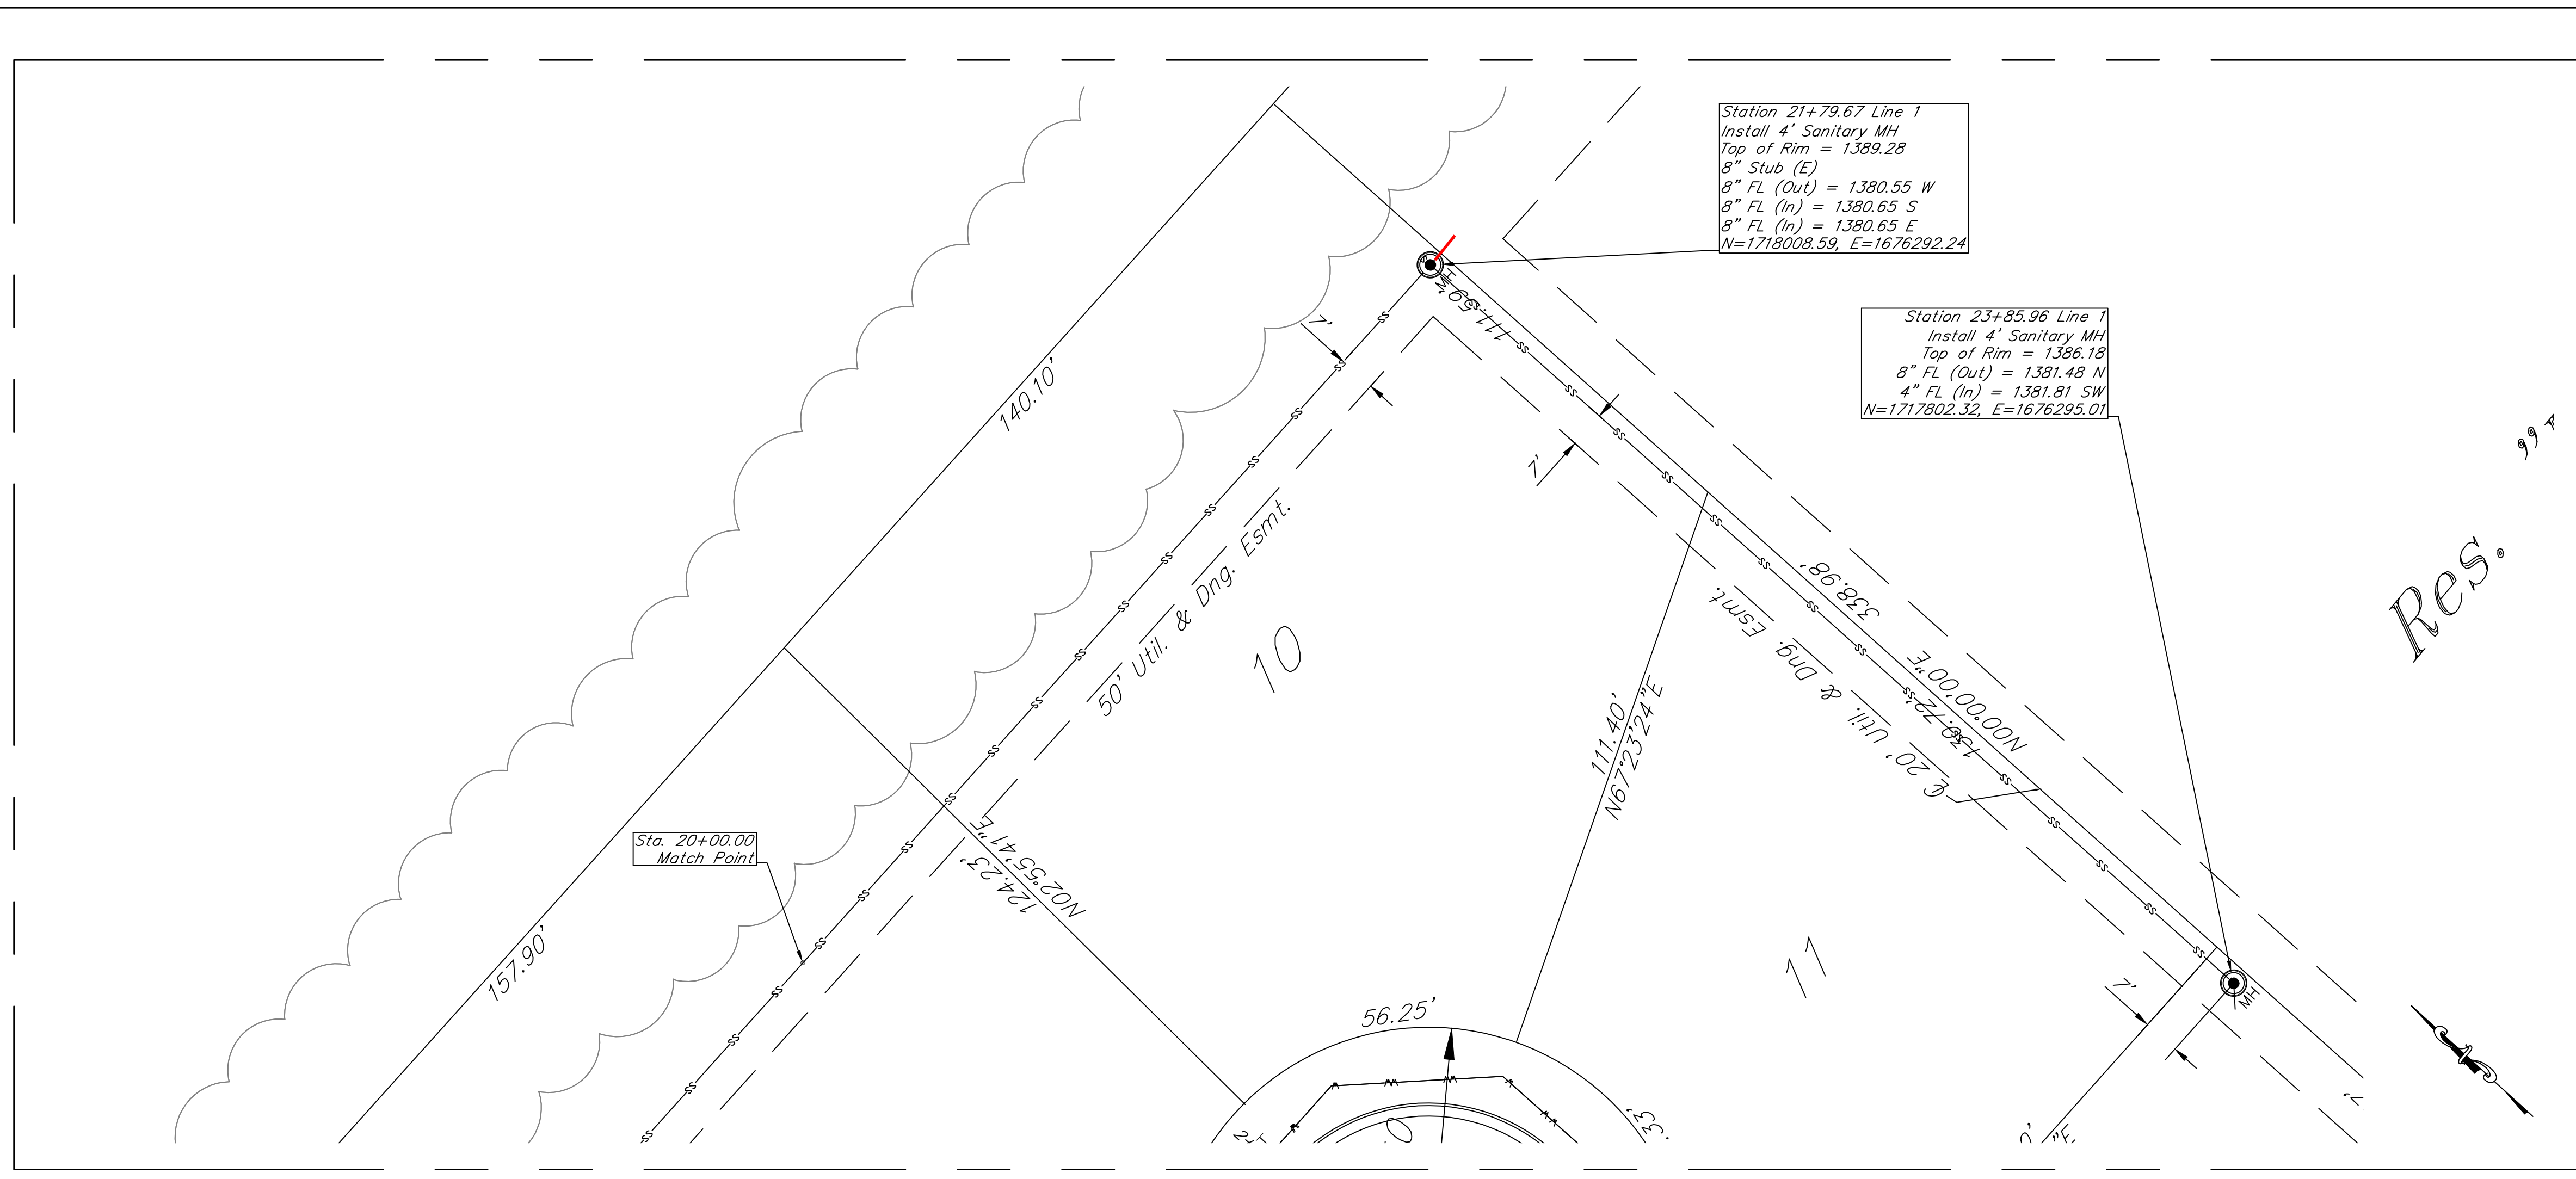 Station 21+79.67 Line 1
Install 4' Sanitary MH
Top of Rim = 1389.28
8" Stub (E)
8" FL (Out) = 1380.55 W
8" FL (In) = 1380.65 S
8" FL (In) = 1380.65 E
N=1718008.59, E=1676292.24
Station 23+85.96 Line 1
Install 4' Sanitary MH
Top of Rim = 1386.18
8" FL (Out) = 1381.48 N
4" FL (In) = 1381.81 SW
N=1717802.32, E=1676295.01
S
MH
111.59'
7'
140.10'
7'
50' Util. & Dng. Esmt.
10
338.98'
N00°00'00"E
139.72'
℄ 20' Util. & Dng. Esmt.
Res.
111.40'
N67°23'24"E
Sta. 20+00.00
Match Point
N02°55'41"E
124.23'
157.90'
11
56.25'
7'
MH
7'